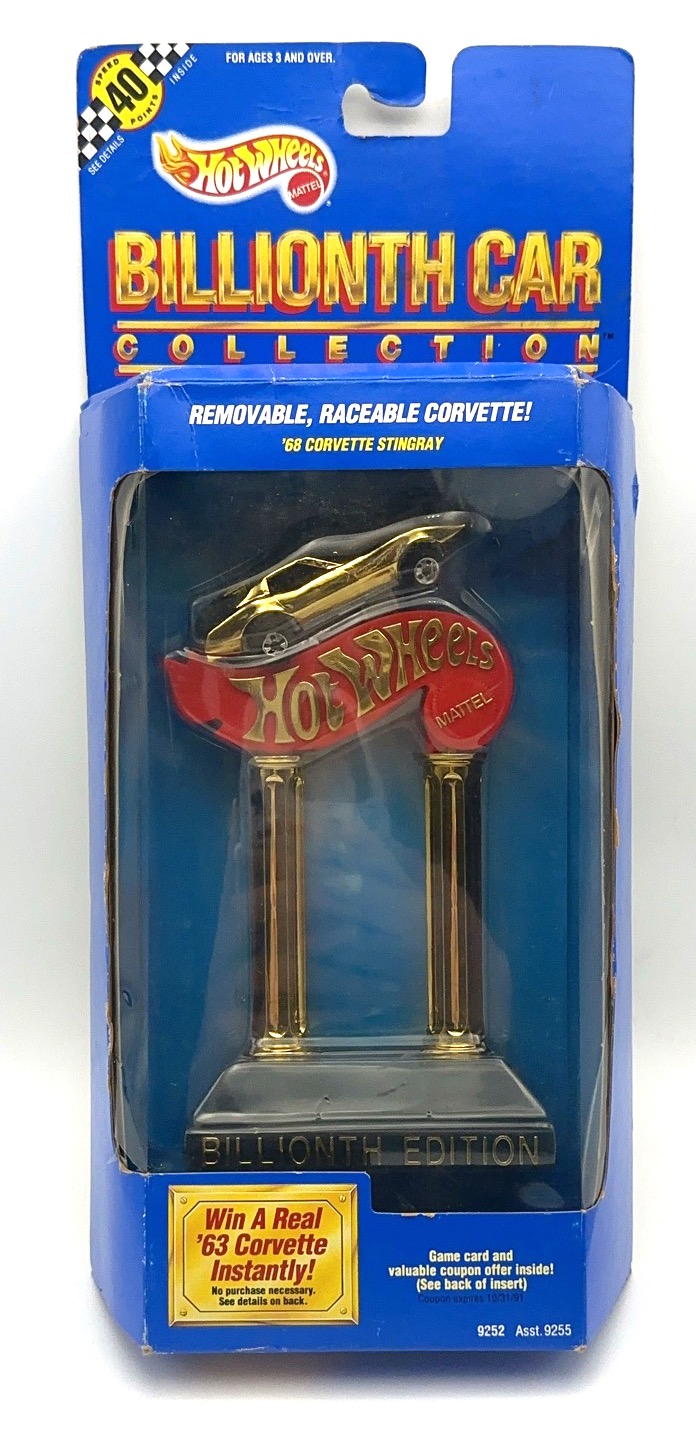 SPEED
40
POINTS
INSIDE
SEE DETAILS
FOR AGES 3 AND OVER.
HOT WHEELS
MATTEL
BILLIONTH CAR
COLLECTION™
REMOVABLE, RACEABLE CORVETTE!
'68 CORVETTE STINGRAY
HOT WHEELS
MATTEL
BILLIONTH EDITION
Win A Real
'63 Corvette
Instantly!
No purchase necessary.
See details on back.
Game card and
valuable coupon offer inside!
(See back of insert)
Coupon expires 10/31/91
9252 Asst. 9255